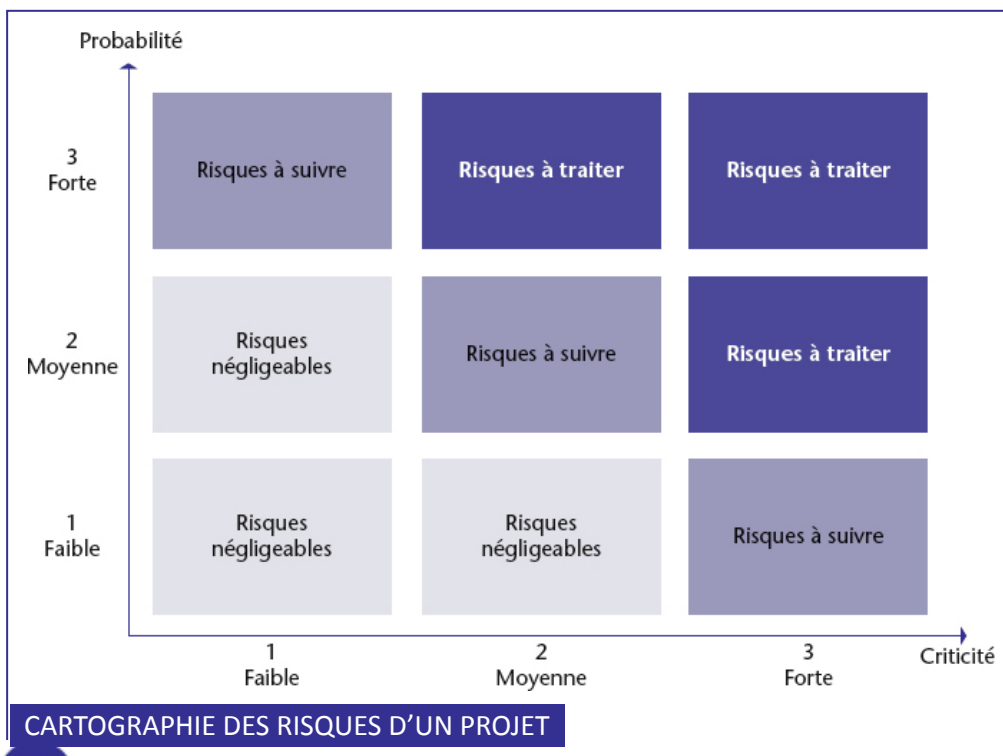 Probabilité
3
Forte
Risques à suivre
Risques à traiter
Risques à traiter
2
Moyenne
Risques
négligeables
Risques à suivre
Risques à traiter
1
Faible
Risques
négligeables
Risques
négligeables
Risques à suivre
1
Faible
2
Moyenne
3
Forte
Criticité
CARTOGRAPHIE DES RISQUES D’UN PROJET